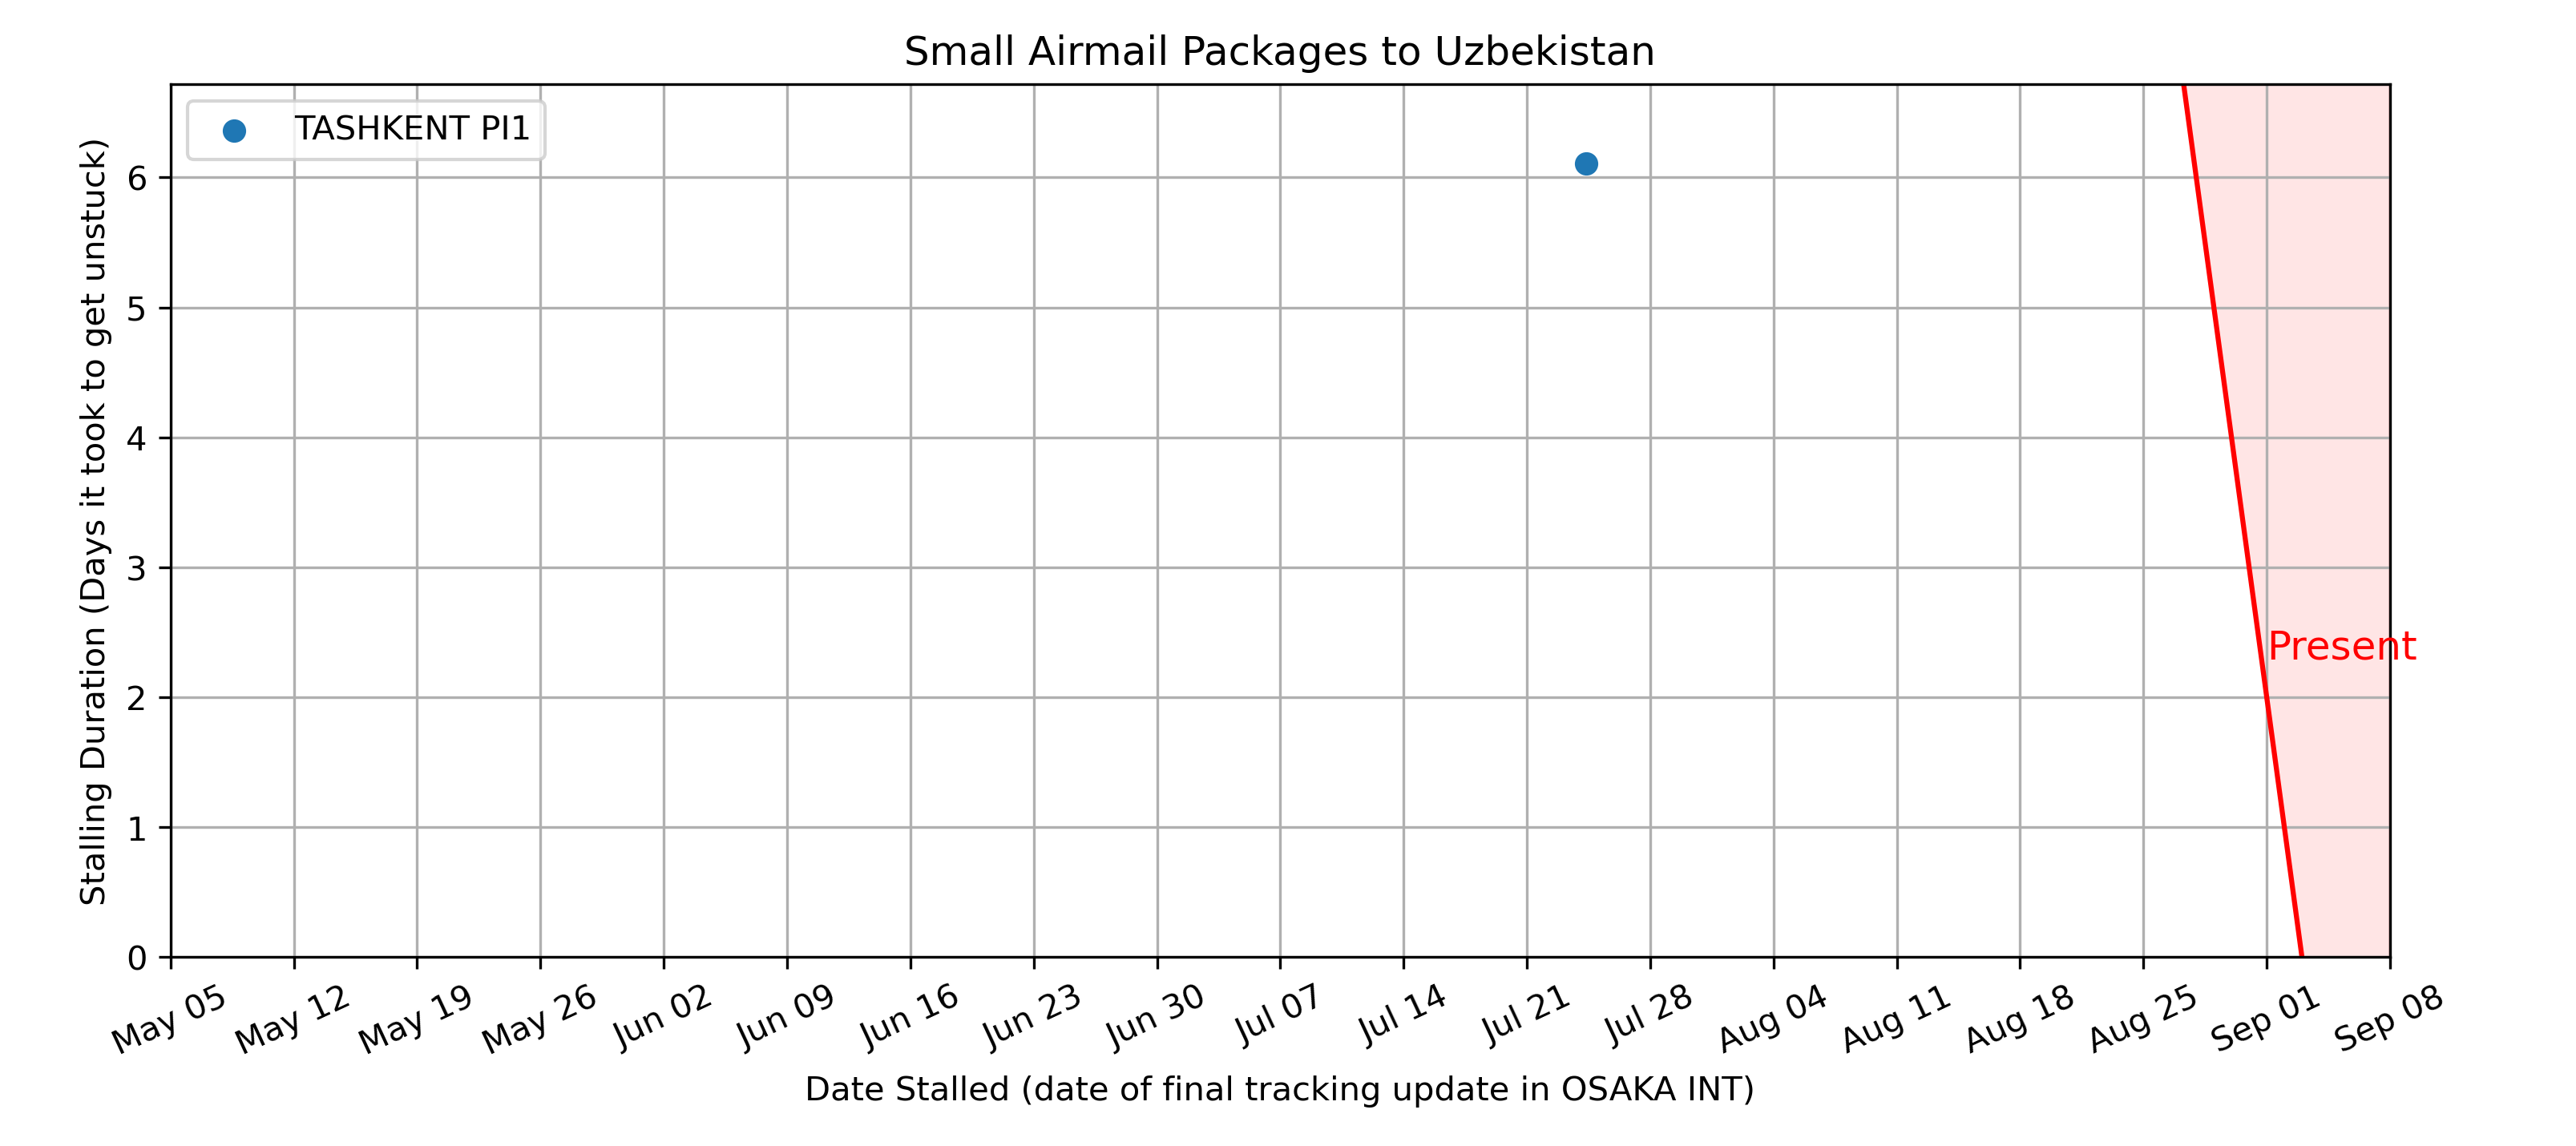 Small Airmail Packages to Uzbekistan
TASHKENT PI1
Stalling Duration (Days it took to get unstuck)
6
5
4
3
2
1
0
Present
May 05 May 12 May 19 May 26 Jun 02 Jun 09 Jun 16 Jun 23 Jun 30 Jul 07 Jul 14 Jul 21 Jul 28 Aug 04 Aug 11 Aug 18 Aug 25 Sep 01 Sep 08
Date Stalled (date of final tracking update in OSAKA INT)